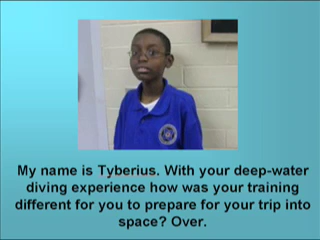 My name is Tyberius. With your deep-water
diving experience how was your training
different for you to prepare for your trip into
space? Over.